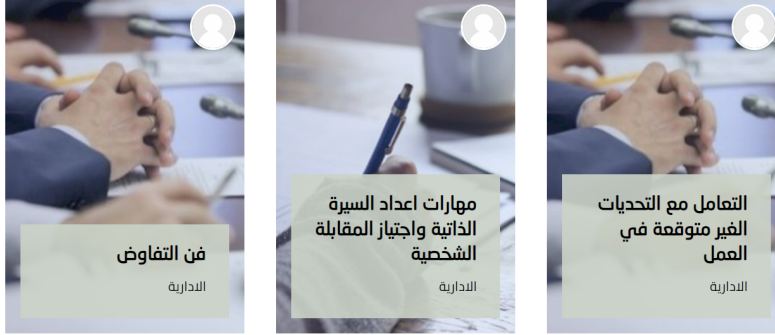 التعامل مع التحديات
الغير متوقعة في
العمل
الادارية
مهارات اعداد السيرة
الذاتية واجتياز المقابلة
الشخصية
الادارية
فن التفاوض
الادارية